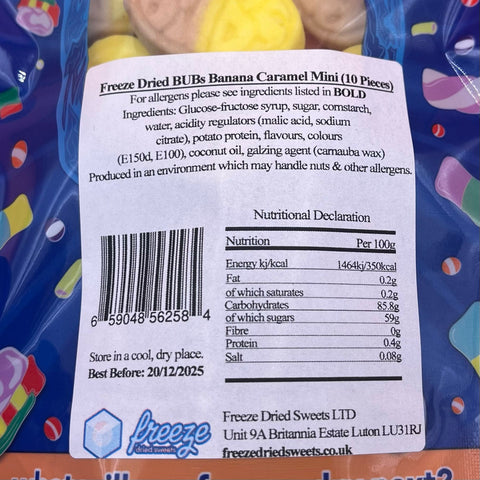 Freeze Dried BUBs Banana Caramel Mini (10 Pieces)
For allergens please see ingredients listed in BOLD
Ingredients: Glucose-fructose syrup, sugar, cornstarch,
water, acidity regulators (malic acid, sodium
citrate), potato protein, flavours, colours
(E150d, E100), coconut oil, galzing agent (carnauba wax)
Produced in an environment which may handle nuts & other allergens.
Nutritional Declaration
Nutrition Per 100g
Energy kj/kcal 1464kj/350kcal
Fat 0.2g
of which saturates 0.2g
Carbohydrates 85.8g
of which sugars 59g
Fibre 0g
Protein 0.4g
Salt 0.08g
6 59048 56258 4
Store in a cool, dry place.
Best Before: 20/12/2025
freeze
dried sweets
Freeze Dried Sweets LTD
Unit 9A Britannia Estate Luton LU31RJ
freezedriedsweets.co.uk